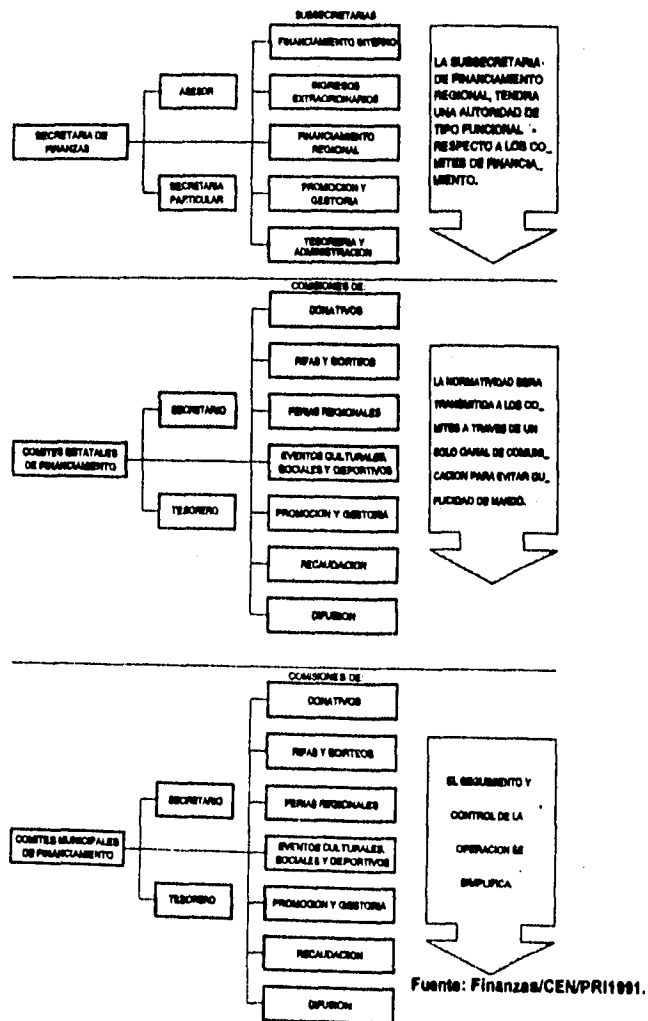 SUBSECRETARIAS
FINANCIAMIENTO INTERNO
INGRESOS
EXTRAORDINARIOS
ASESOR
SECRETARIA DE
FINANZAS
FINANCIAMIENTO
REGIONAL
SECRETARIA
PARTICULAR
PROMOCION Y
GESTORIA
TESORERIA Y
ADMINISTRACION
LA SUBSECRETARIA
DE FINANCIAMIENTO
REGIONAL, TENDRA
UNA AUTORIDAD DE
TIPO FUNCIONAL
RESPECTO A LOS CO_
MITES DE FINANCIA_
MIENTO.
COMISIONES DE:
DONATIVOS
RIFAS Y SORTEOS
SECRETARIO
FERIAS REGIONALES
COMITES ESTATALES
DE FINANCIAMIENTO
EVENTOS CULTURALES,
SOCIALES Y DEPORTIVOS
TESORERO
PROMOCION Y GESTORIA
RECAUDACION
DIFUSION
LA NORMATIVIDAD SERA
TRANSMITIDA A LOS CO_
MITES A TRAVES DE UN
SOLO CANAL DE COMUNI_
CACION PARA EVITAR DU_
PLICIDAD DE MANDO.
COMISIONES DE:
DONATIVOS
RIFAS Y SORTEOS
SECRETARIO
FERIAS REGIONALES
COMITES MUNICIPALES
DE FINANCIAMIENTO
EVENTOS CULTURALES,
SOCIALES Y DEPORTIVOS
TESORERO
PROMOCION Y GESTORIA
RECAUDACION
DIFUSION
EL SEGUIMIENTO Y
CONTROL DE LA
OPERACION SE
SIMPLIFICA
Fuente: Finanzas/CEN/PRI1991.